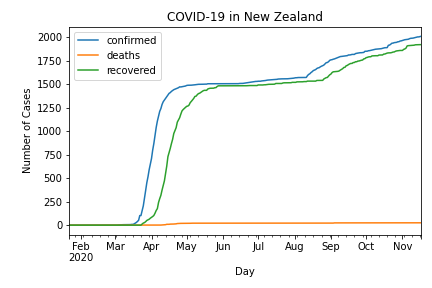 COVID-19 in New Zealand
confirmed
deaths
recovered
Number of Cases
2000
1750
1500
1250
1000
750
500
250
0
Feb Mar Apr May Jun Jul Aug Sep Oct Nov
2020
Day